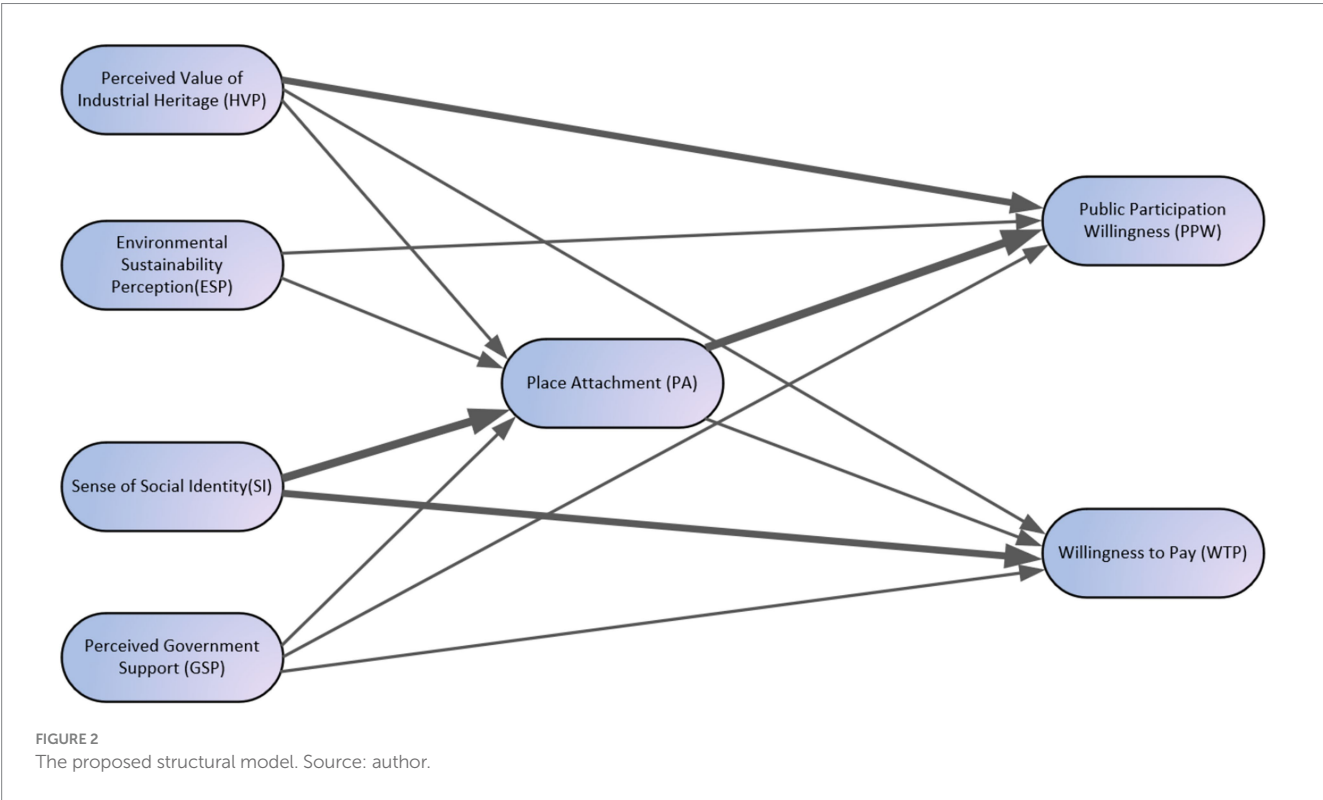 Perceived Value of
Industrial Heritage (HVP)
Environmental
Sustainability
Perception(ESP)
Sense of Social Identity(SI)
Perceived Government
Support (GSP)
Place Attachment (PA)
Public Participation
Willingness (PPW)
Willingness to Pay (WTP)
FIGURE 2
The proposed structural model. Source: author.